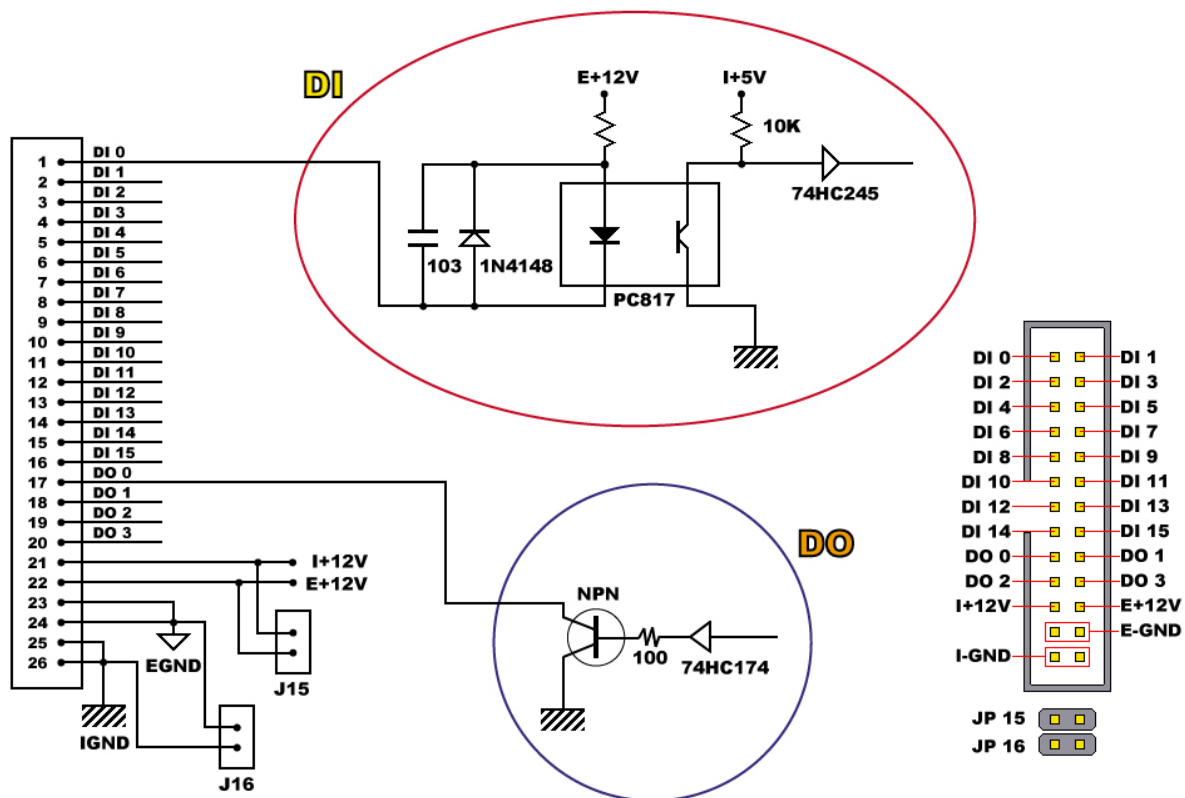 DI
E+12V
I+5V
10K
74HC245
103
1N4148
PC817
1 DI 0
2 DI 1
3 DI 2
4 DI 3
5 DI 4
6 DI 5
7 DI 6
8 DI 7
9 DI 8
10 DI 9
11 DI 10
12 DI 11
13 DI 12
14 DI 13
15 DI 14
16 DI 15
17 DO 0
18 DO 1
19 DO 2
20 DO 3
21 I+12V
22 E+12V
23
24
25
26
EGND
IGND
J15
J16
DO
NPN
100
74HC174
DI 0 DI 1
DI 2 DI 3
DI 4 DI 5
DI 6 DI 7
DI 8 DI 9
DI 10 DI 11
DI 12 DI 13
DI 14 DI 15
DO 0 DO 1
DO 2 DO 3
I+12V E+12V
E-GND
I-GND
JP 15
JP 16